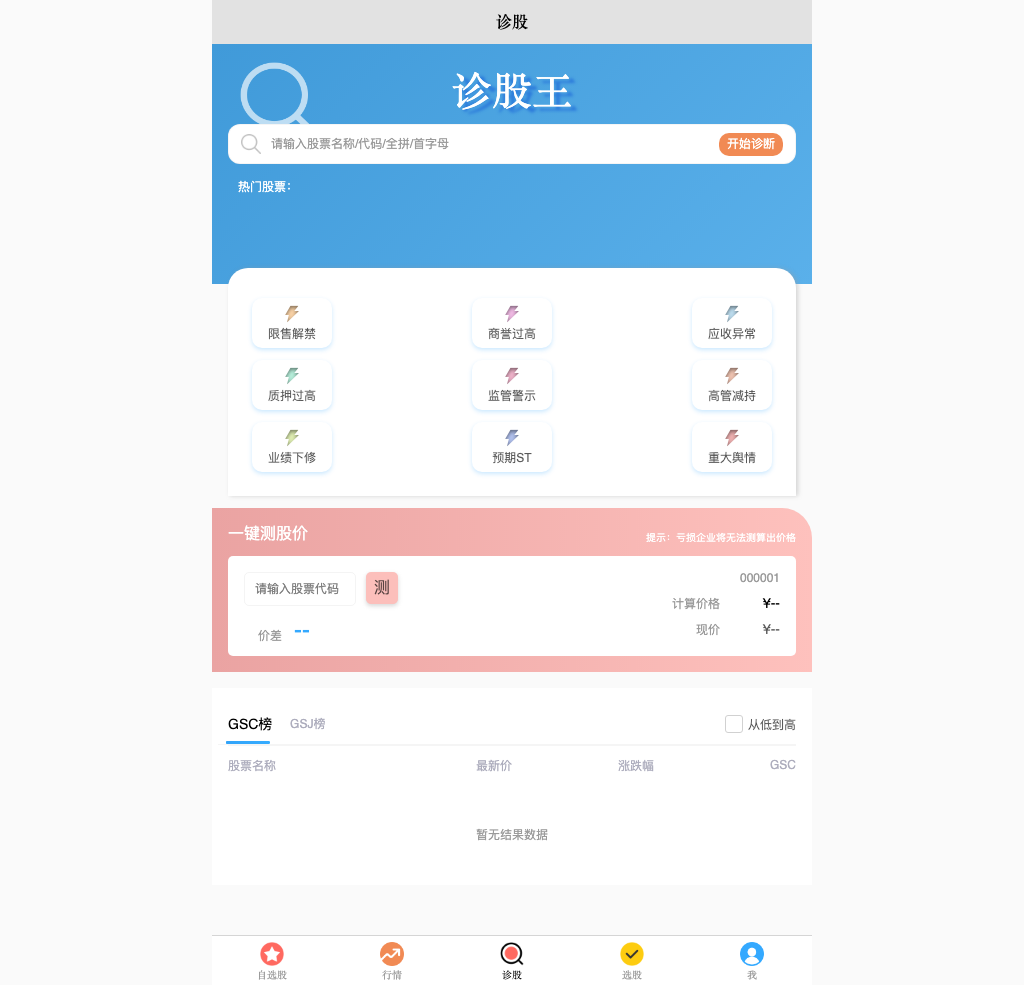 诊股
诊股王
请输入股票名称/代码/全拼/首字母 开始诊断
热门股票：
限售解禁 商誉过高 应收异常
质押过高 监管警示 高管减持
业绩下修 预期ST 重大舆情
一键测股价 提示：亏损企业将无法测算出价格
请输入股票代码 测 000001
计算价格 ¥--
价差 -- 现价 ¥--
GSC榜 GSJ榜 从低到高
股票名称 最新价 涨跌幅 GSC
暂无结果数据
自选股 行情 诊股 选股 我